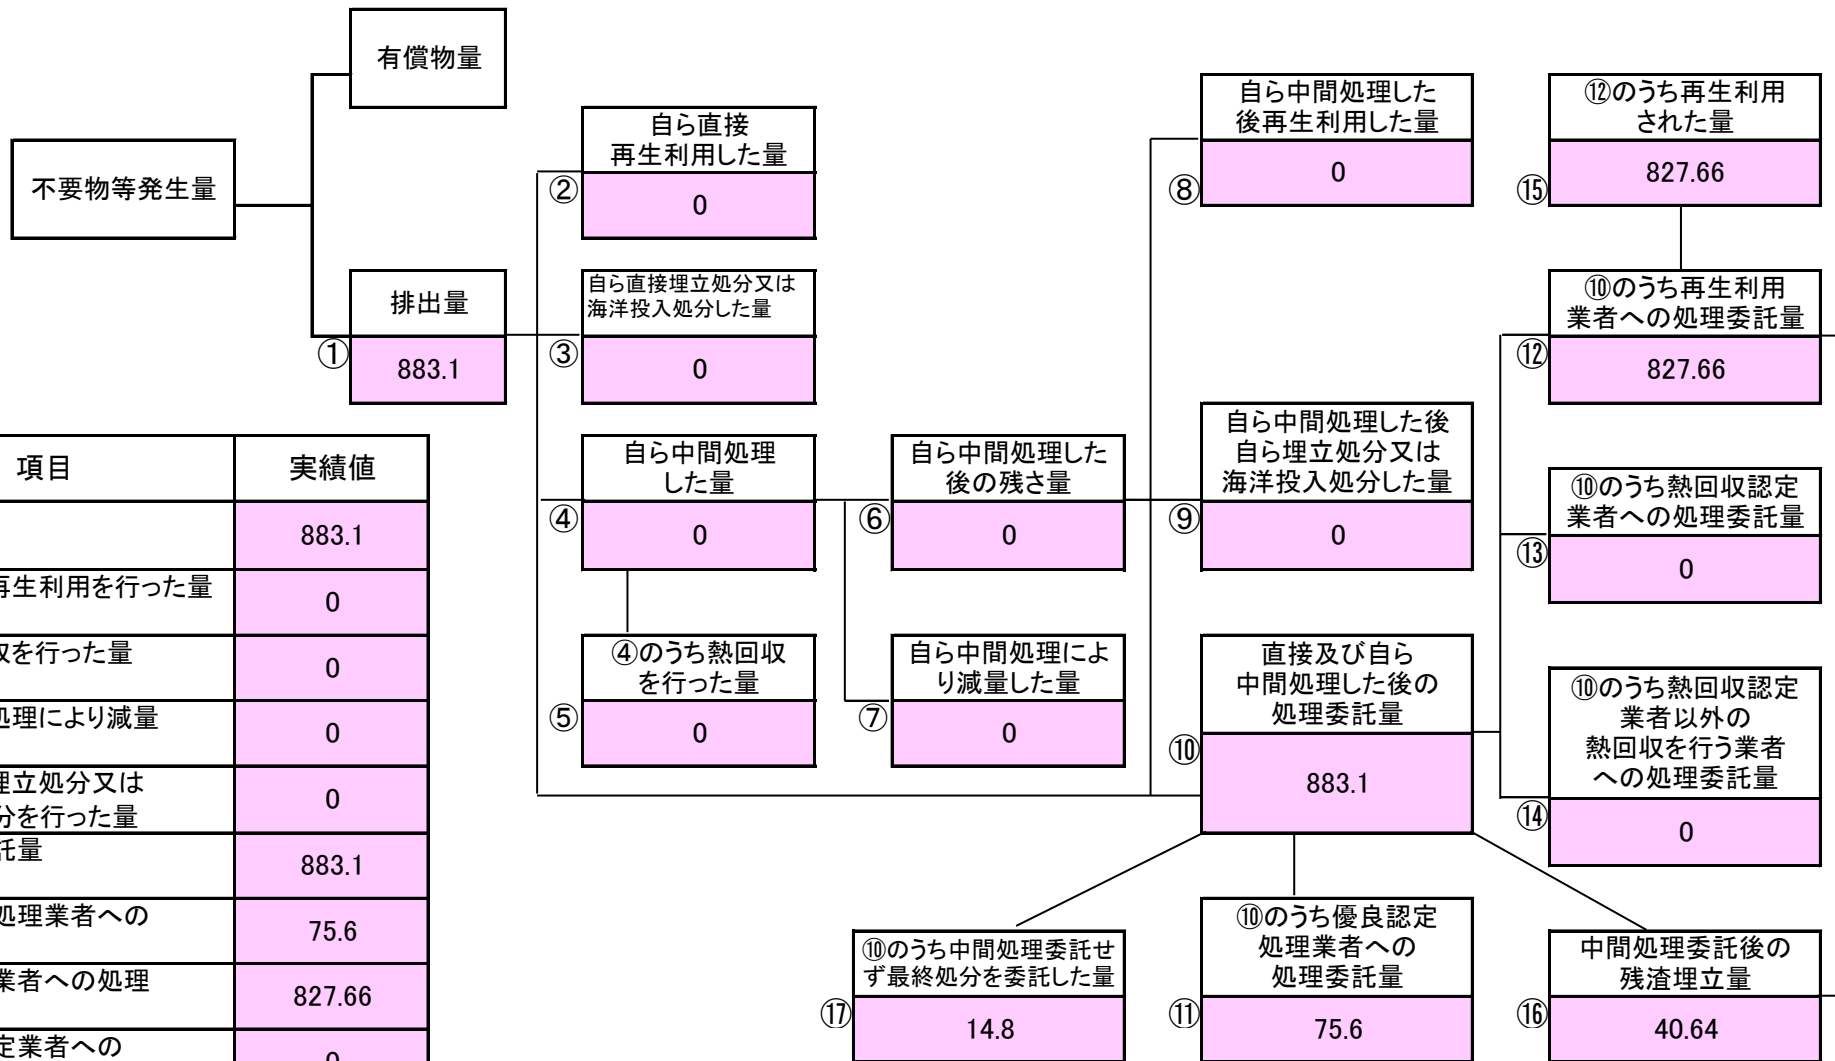 有償物量
不要物等発生量
排出量
①
883.1
自ら直接
再生利用した量
②
0
自ら直接埋立処分又は
海洋投入処分した量
③
0
自ら中間処理
した量
④
0
④のうち熱回収
を行った量
⑤
0
自ら中間処理した
後の残さ量
⑥
0
自ら中間処理によ
り減量した量
⑦
0
自ら中間処理した
後再生利用した量
⑧
0
自ら中間処理した後
自ら埋立処分又は
海洋投入処分した量
⑨
0
直接及び自ら
中間処理した後の
処理委託量
⑩
883.1
⑫のうち再生利用
された量
⑮
827.66
⑩のうち再生利用
業者への処理委託量
⑫
827.66
⑩のうち熱回収認定
業者への処理委託量
⑬
0
⑩のうち熱回収認定
業者以外の
熱回収を行う業者
への処理委託量
⑭
0
⑩のうち中間処理委託せ
ず最終処分を委託した量
⑰
14.8
⑩のうち優良認定
処理業者への
処理委託量
⑪
75.6
中間処理委託後の
残渣埋立量
⑯
40.64
項目 実績値
883.1
再生利用を行った量
0
収を行った量
0
処理により減量
0
埋立処分又は
分を行った量
0
託量
883.1
処理業者への
75.6
業者への処理
827.66
定業者への
0